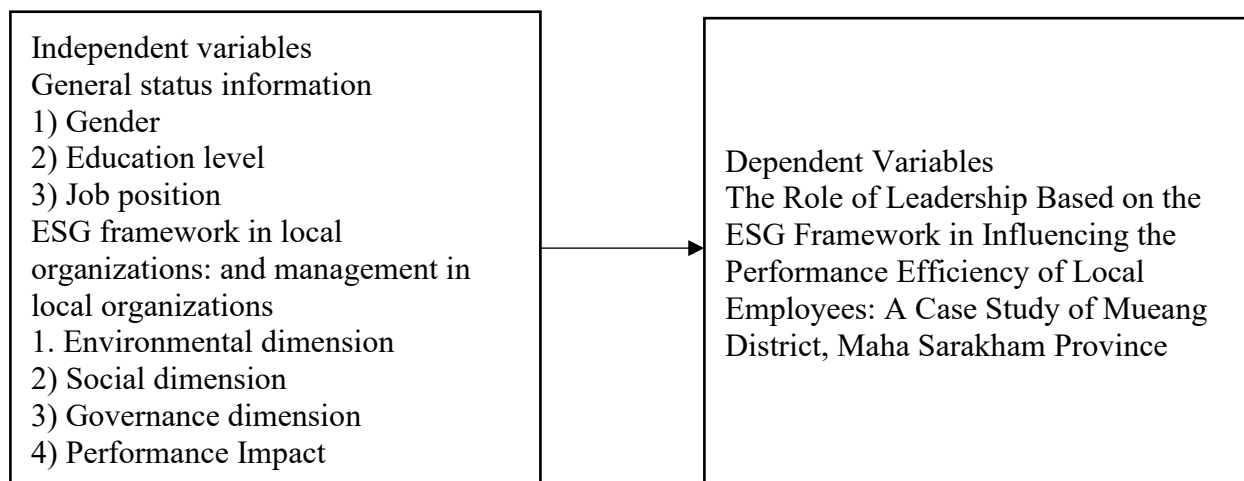 Independent variables
General status information
1) Gender
2) Education level
3) Job position
ESG framework in local
organizations: and management in
local organizations
1. Environmental dimension
2) Social dimension
3) Governance dimension
4) Performance Impact
Dependent Variables
The Role of Leadership Based on the
ESG Framework in Influencing the
Performance Efficiency of Local
Employees: A Case Study of Mueang
District, Maha Sarakham Province